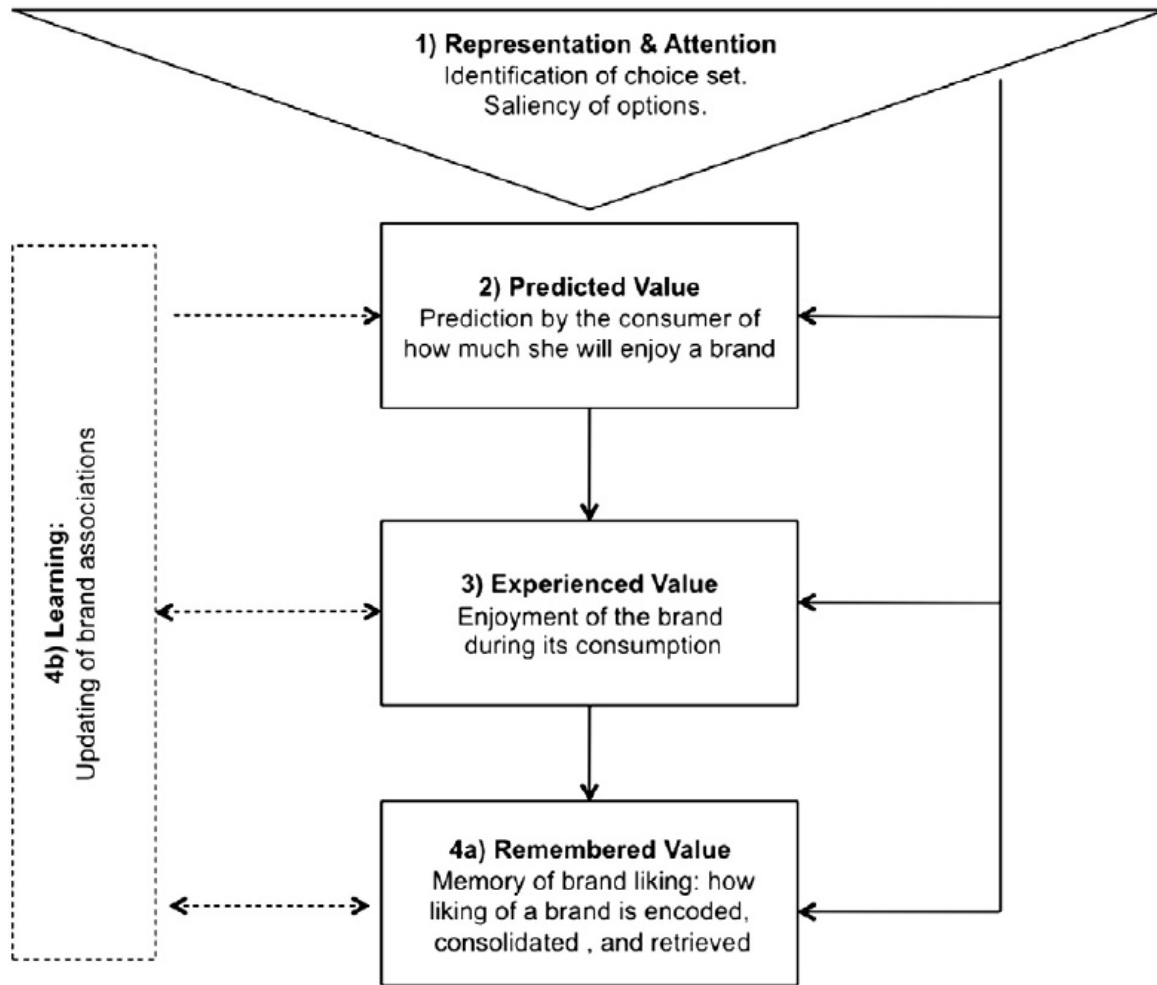 1) Representation & Attention
Identification of choice set.
Saliency of options.
2) Predicted Value
Prediction by the consumer of
how much she will enjoy a brand
4b) Learning:
Updating of brand associations
3) Experienced Value
Enjoyment of the brand
during its consumption
4a) Remembered Value
Memory of brand liking: how
liking of a brand is encoded,
consolidated , and retrieved